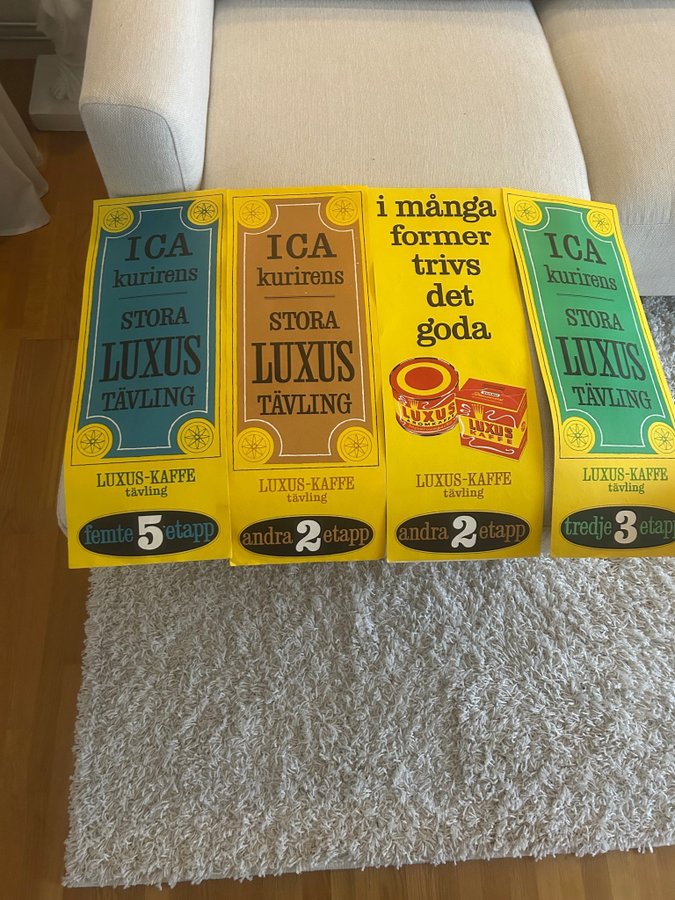 ICA
kurirens
STORA
LUXUS
TÄVLING
LUXUS-KAFFE
tävling
femte 5 etapp
ICA
kurirens
STORA
LUXUS
TÄVLING
LUXUS-KAFFE
tävling
andra 2 etapp
i många
former
trivs
det
goda
LUXUS
LUXUS
KAFFE
LUXUS-KAFFE
tävling
andra 2 etapp
ICA
kurirens
STORA
LUXUS
TÄVLING
LUXUS-KAFFE
tävling
tredje 3 etapp